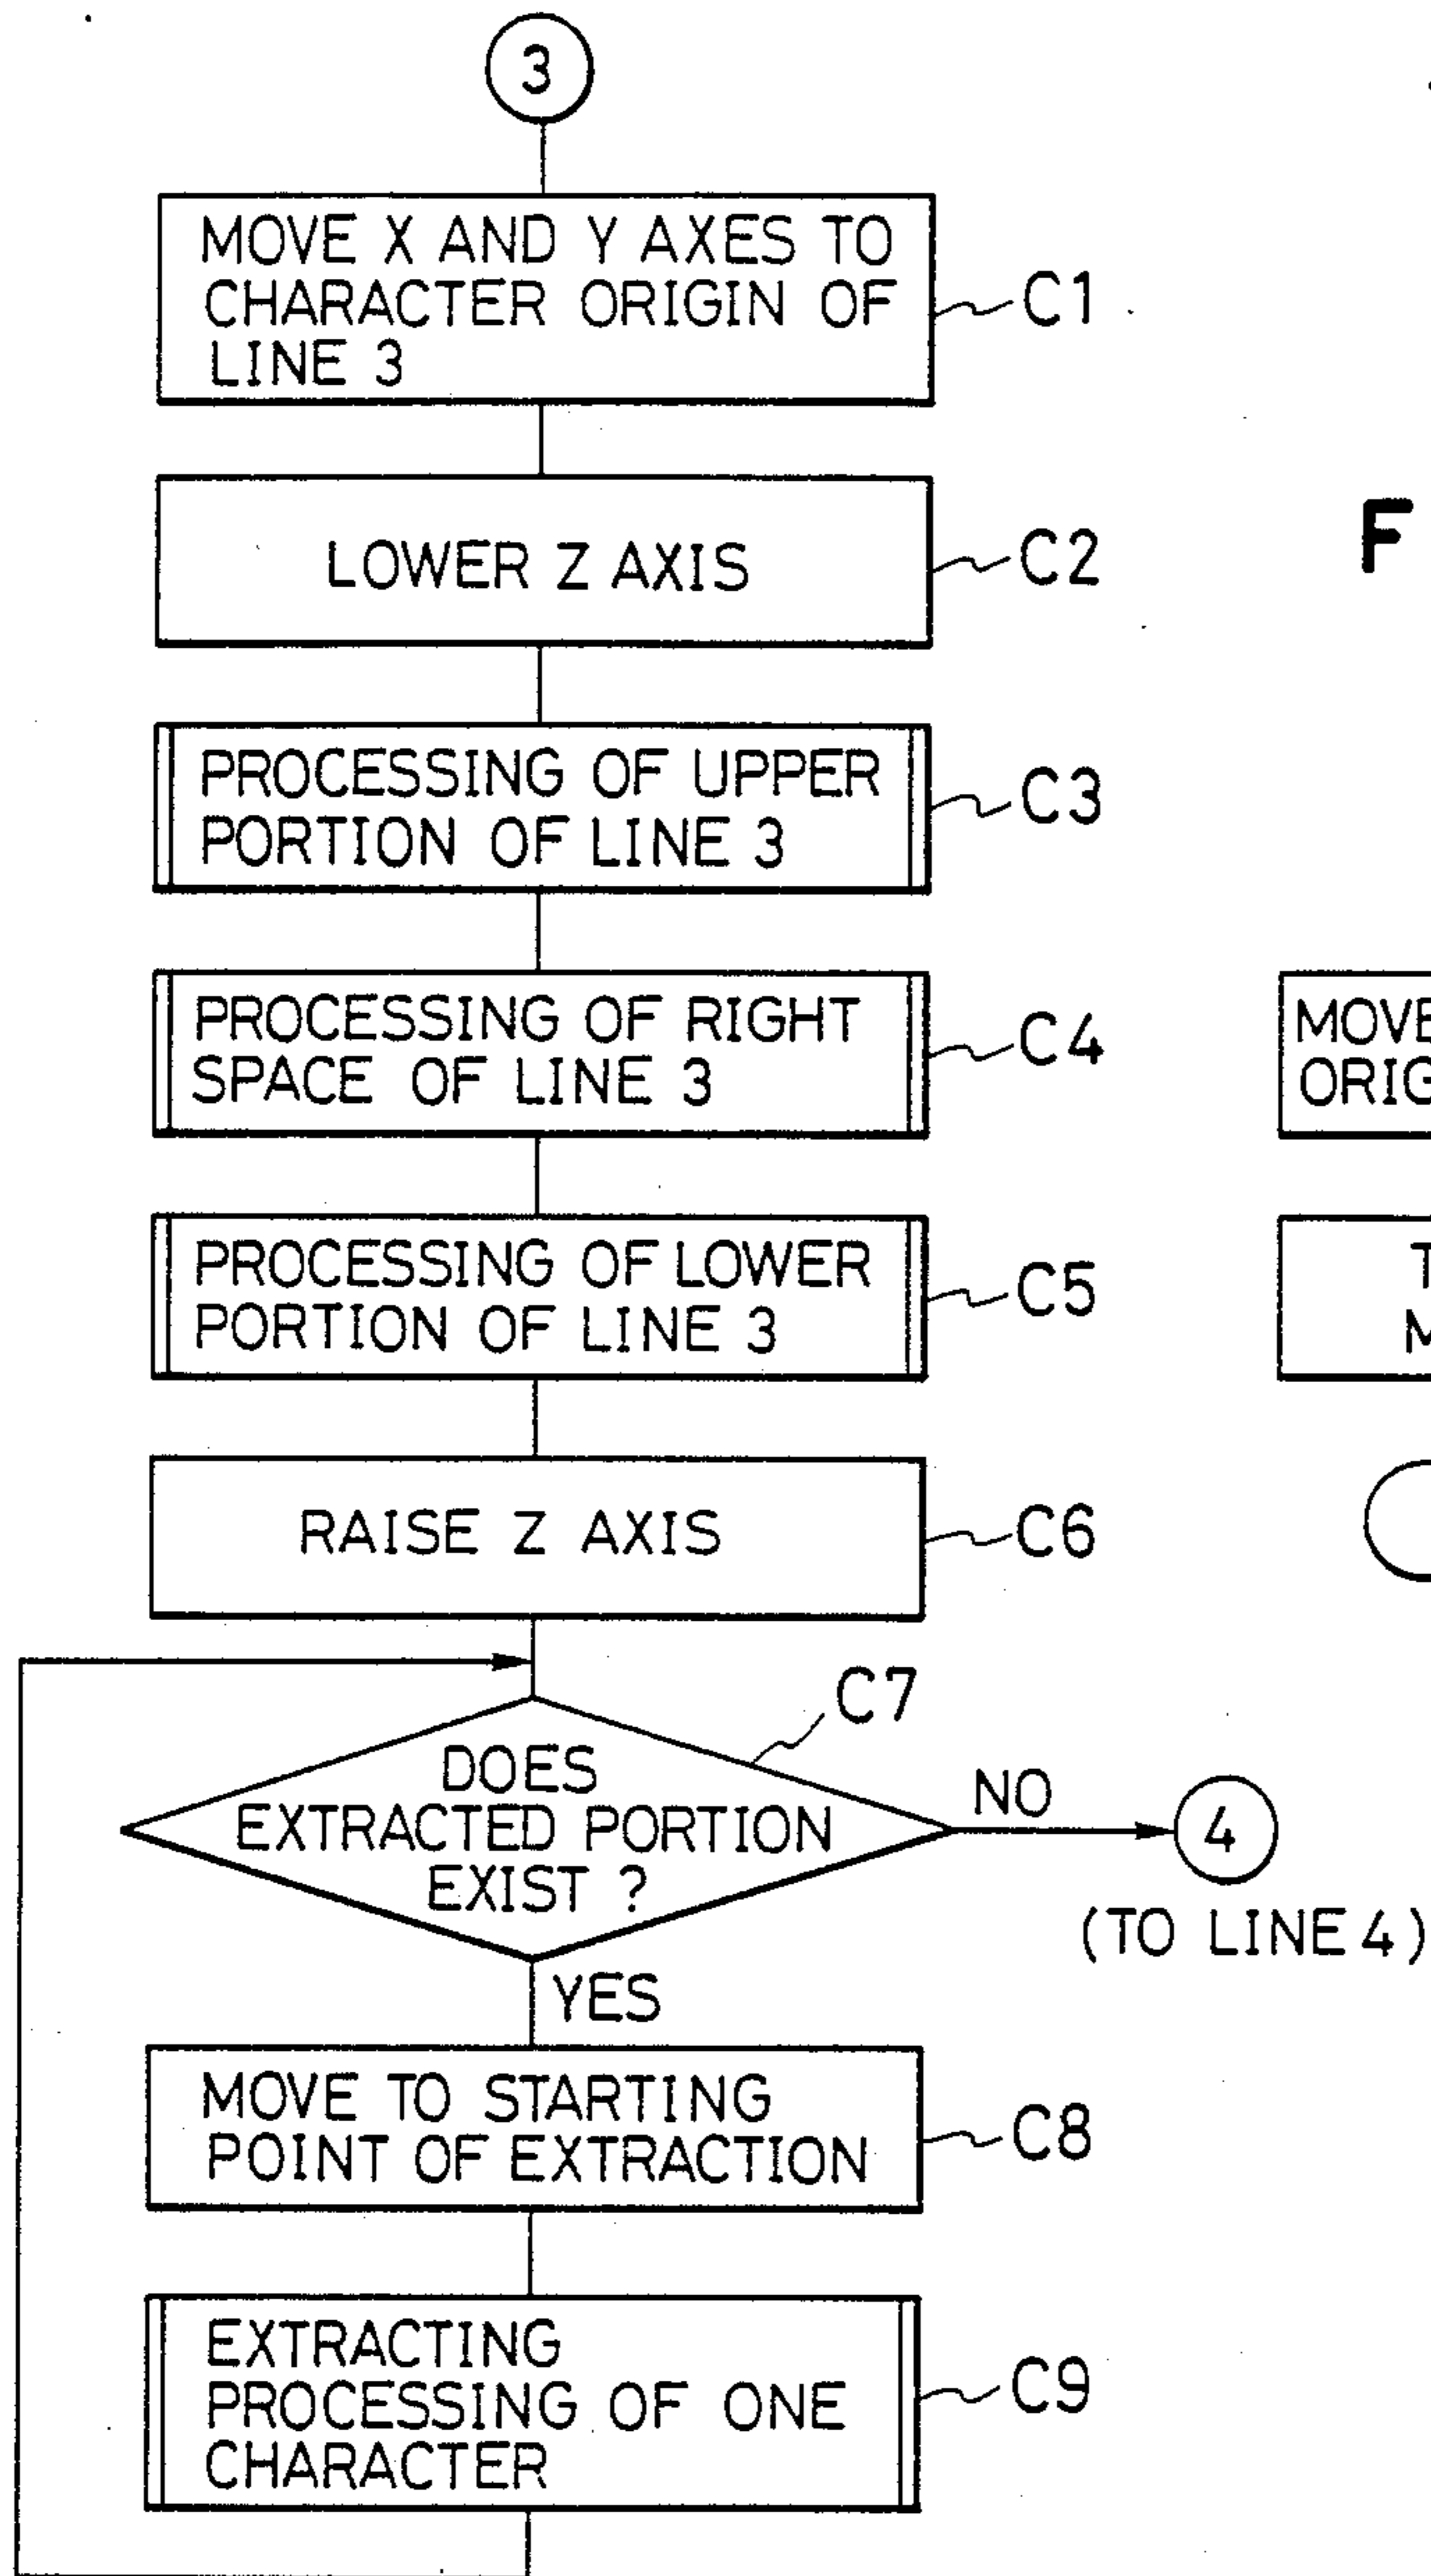 3
MOVE X AND Y AXES TO
CHARACTER ORIGIN OF
LINE 3
C1
LOWER Z AXIS
C2
F
PROCESSING OF UPPER
PORTION OF LINE 3
C3
PROCESSING OF RIGHT
SPACE OF LINE 3
C4
MOVE
ORIG
PROCESSING OF LOWER
PORTION OF LINE 3
C5
T
M
RAISE Z AXIS
C6
C7
DOES
EXTRACTED PORTION
EXIST ?
NO
4
(TO LINE 4)
YES
MOVE TO STARTING
POINT OF EXTRACTION
C8
EXTRACTING
PROCESSING OF ONE
CHARACTER
C9